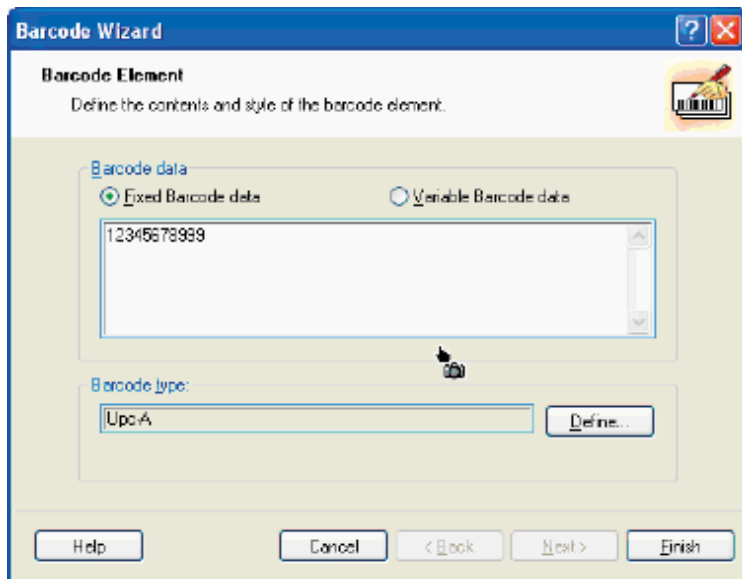 Barcode Wizard
Barcode Element
Define the contents and style of the barcode element.
Barcode data
Fixed Barcode data Variable Barcode data
12345678999
Barcode type:
Upc-A Define...
Help Cancel < Back Next > Finish